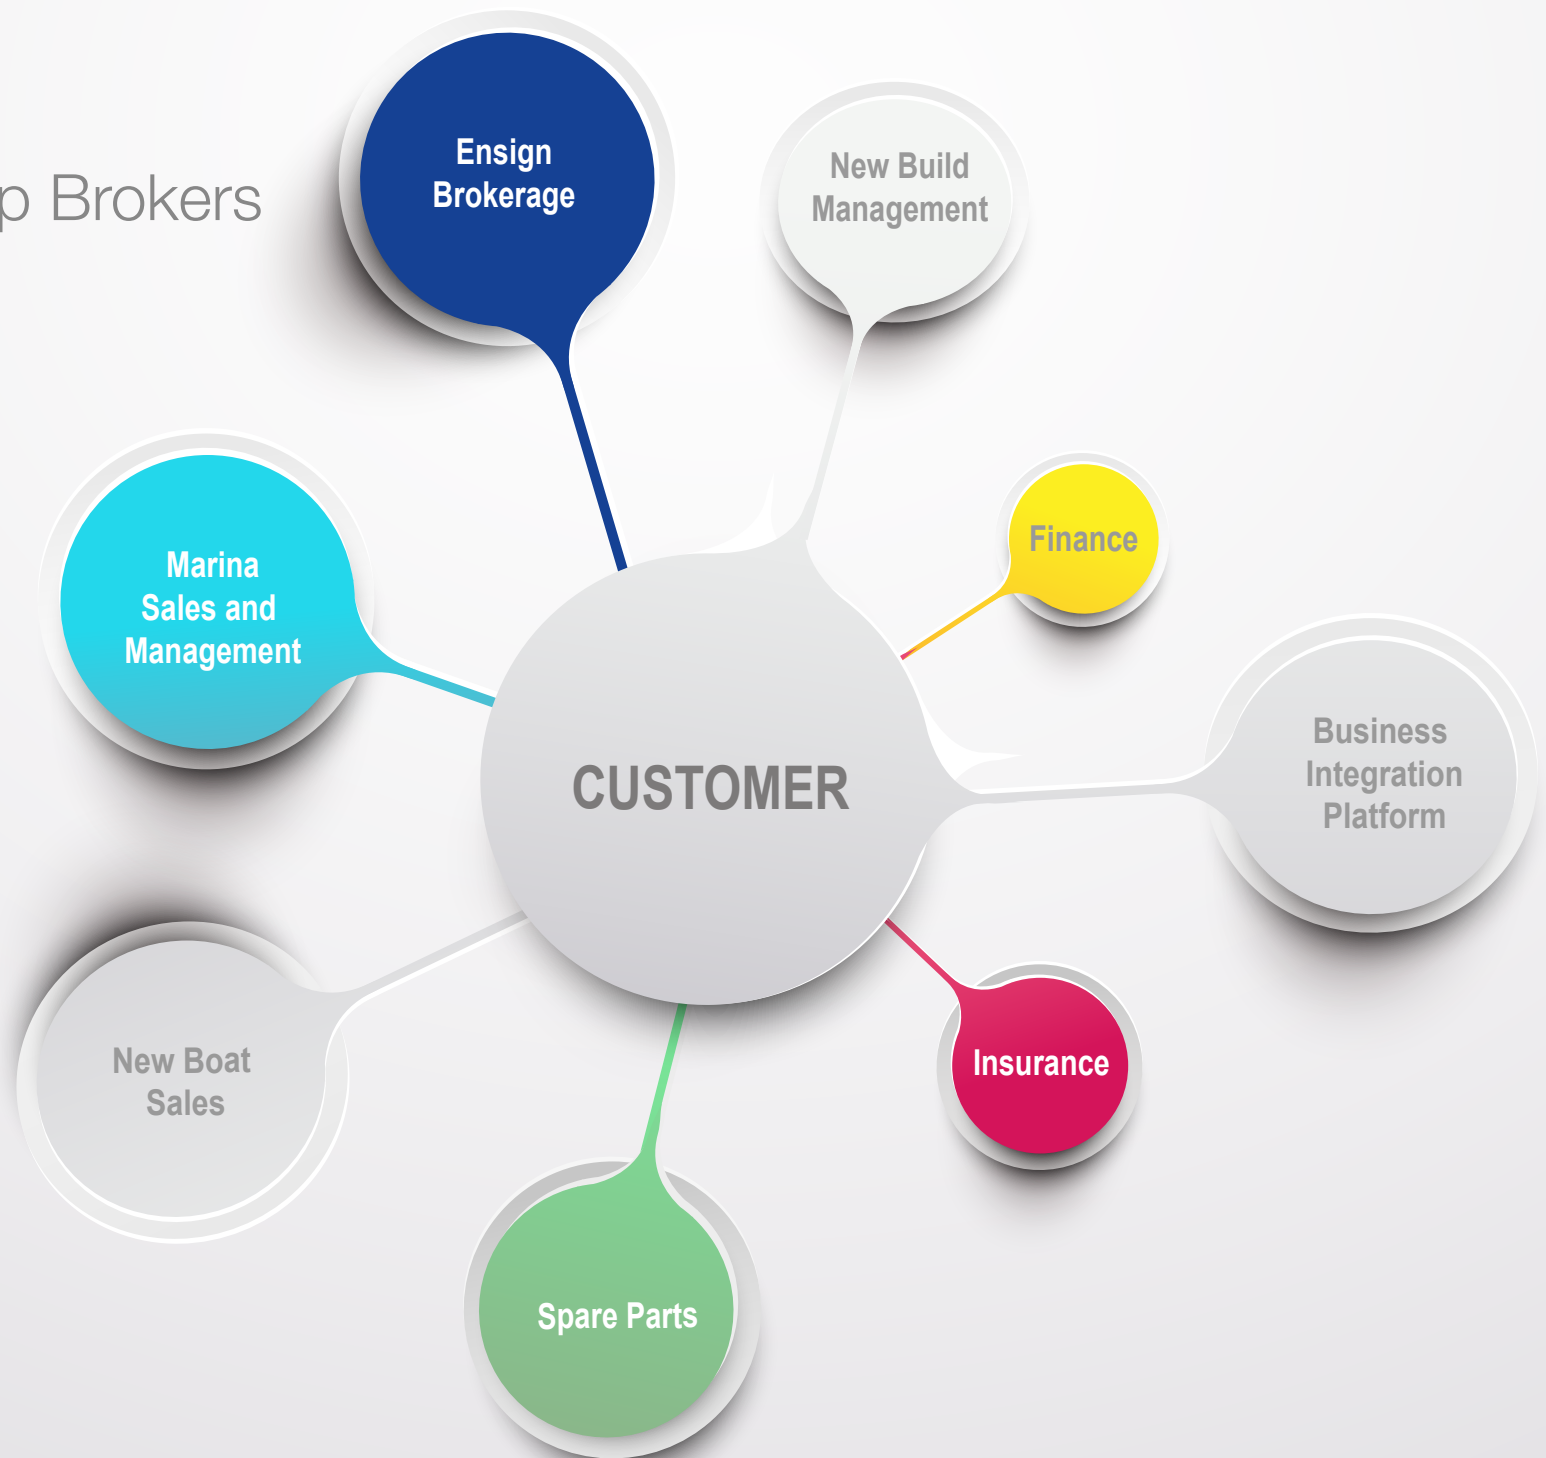 p Brokers
Ensign
Brokerage
New Build
Management
Finance
Marina
Sales and
Management
CUSTOMER
Business
Integration
Platform
New Boat
Sales
Insurance
Spare Parts